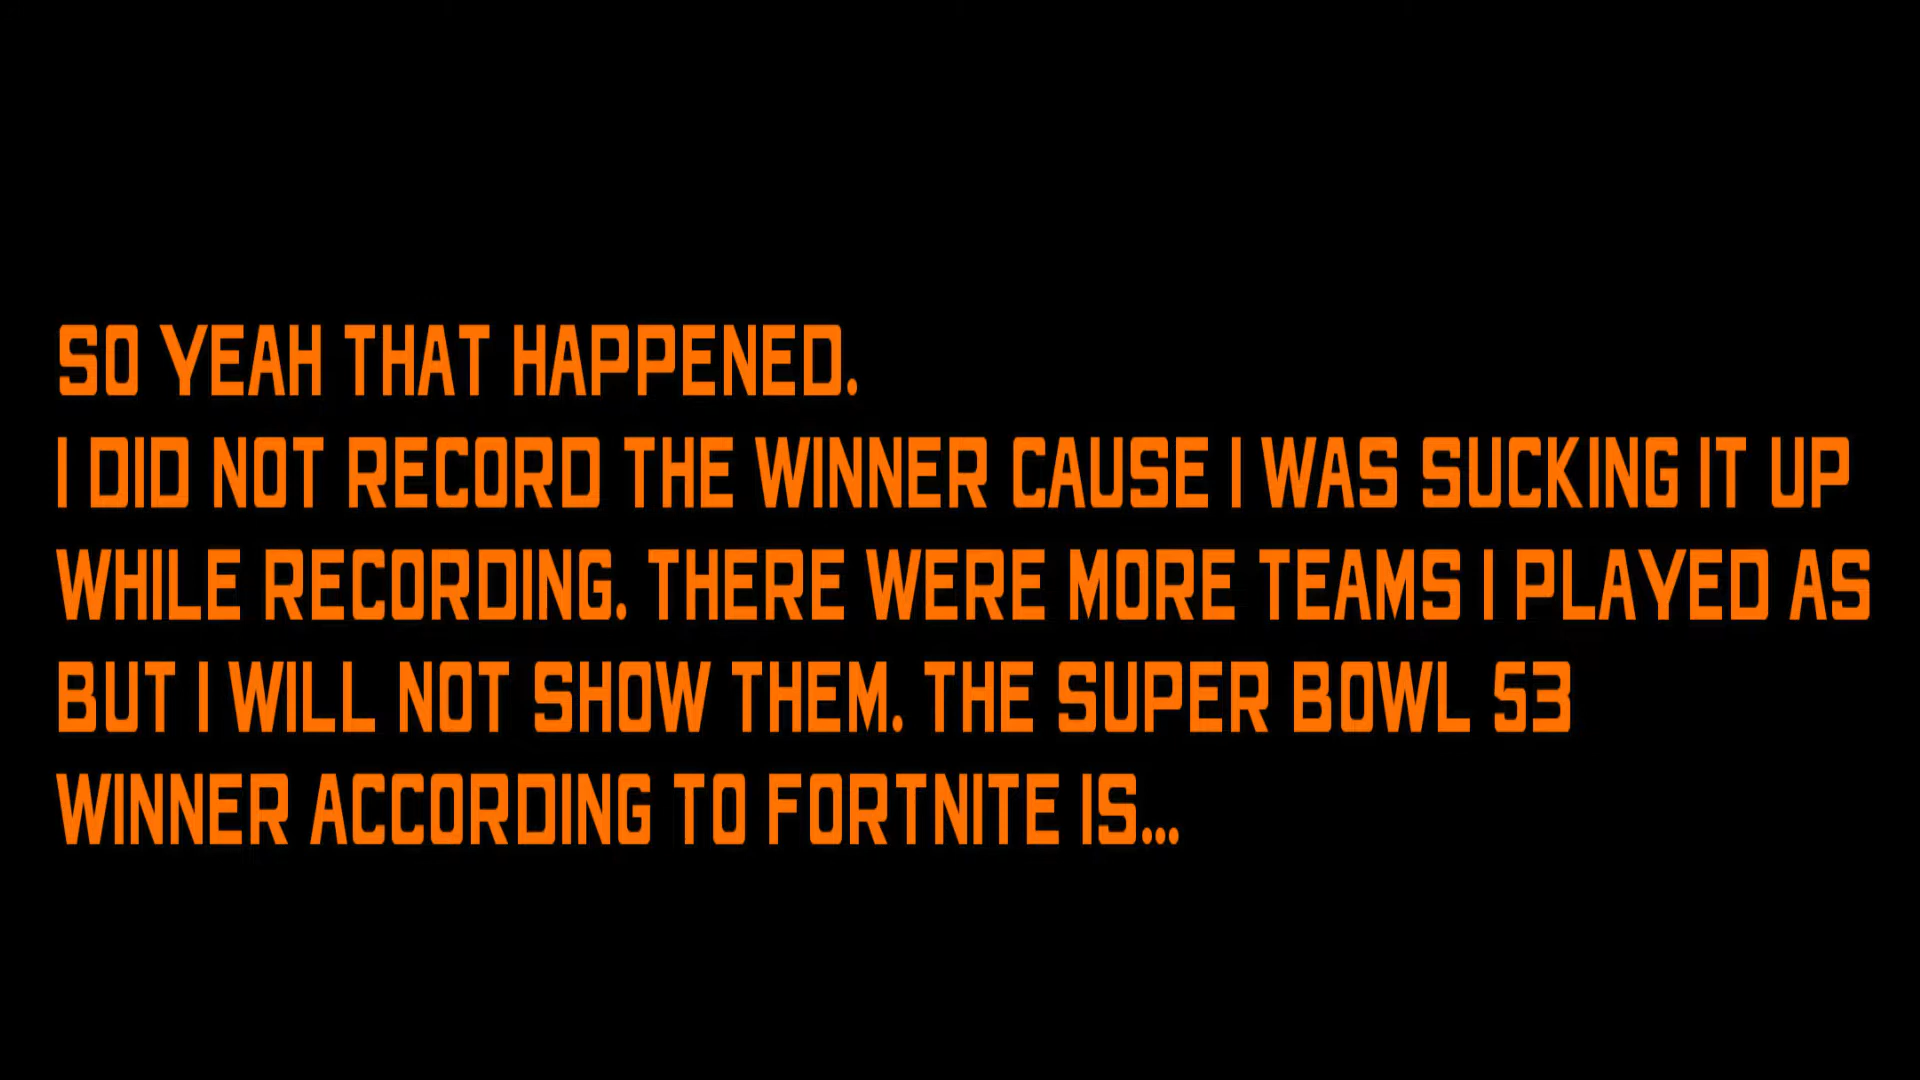 SO YEAH THAT HAPPENED.
I DID NOT RECORD THE WINNER CAUSE I WAS SUCKING IT UP
WHILE RECORDING. THERE WERE MORE TEAMS I PLAYED AS
BUT I WILL NOT SHOW THEM. THE SUPER BOWL 53
WINNER ACCORDING TO FORTNITE IS...